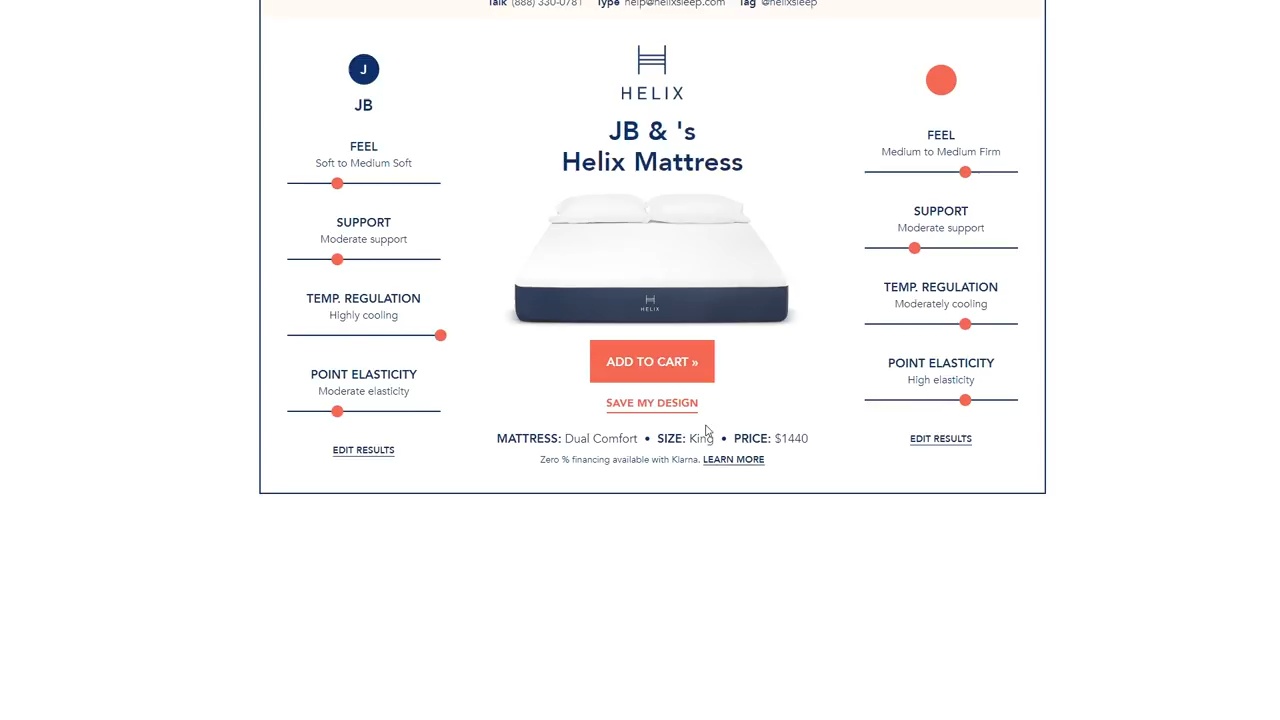 Talk (888) 330-0781 Type help@helixsleep.com Tag @helixsleep
J
JB
FEEL
Soft to Medium Soft
SUPPORT
Moderate support
TEMP. REGULATION
Highly cooling
POINT ELASTICITY
Moderate elasticity
EDIT RESULTS
HELIX
JB & 's
Helix Mattress
HELIX
ADD TO CART »
SAVE MY DESIGN
MATTRESS: Dual Comfort • SIZE: King • PRICE: $1440
Zero % financing available with Klarna. LEARN MORE
FEEL
Medium to Medium Firm
SUPPORT
Moderate support
TEMP. REGULATION
Moderately cooling
POINT ELASTICITY
High elasticity
EDIT RESULTS